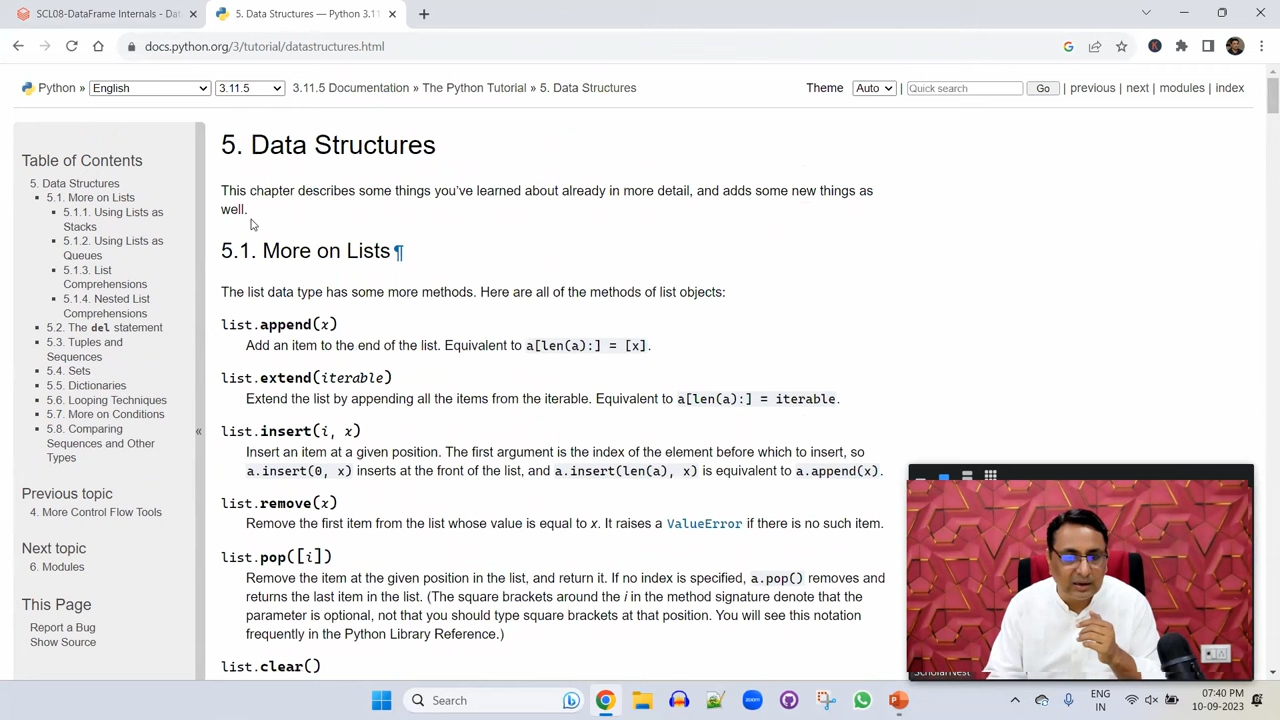 SCL08-DataFrame Internals - Dat
5. Data Structures — Python 3.11
docs.python.org/3/tutorial/datastructures.html
Python » English 3.11.5 3.11.5 Documentation » The Python Tutorial » 5. Data Structures Theme Auto | Quick search Go | previous | next | modules | index
Table of Contents
5. Data Structures
5.1. More on Lists
5.1.1. Using Lists as
Stacks
5.1.2. Using Lists as
Queues
5.1.3. List
Comprehensions
5.1.4. Nested List
Comprehensions
5.2. The del statement
5.3. Tuples and
Sequences
5.4. Sets
5.5. Dictionaries
5.6. Looping Techniques
5.7. More on Conditions
5.8. Comparing
Sequences and Other
Types
Previous topic
4. More Control Flow Tools
Next topic
6. Modules
This Page
Report a Bug
Show Source
«
5. Data Structures
This chapter describes some things you've learned about already in more detail, and adds some new things as
well.
5.1. More on Lists ¶
The list data type has some more methods. Here are all of the methods of list objects:
list.append(x)
Add an item to the end of the list. Equivalent to a[len(a):] = [x].
list.extend(iterable)
Extend the list by appending all the items from the iterable. Equivalent to a[len(a):] = iterable.
list.insert(i, x)
Insert an item at a given position. The first argument is the index of the element before which to insert, so
a.insert(0, x) inserts at the front of the list, and a.insert(len(a), x) is equivalent to a.append(x).
list.remove(x)
Remove the first item from the list whose value is equal to x. It raises a ValueError if there is no such item.
list.pop([i])
Remove the item at the given position in the list, and return it. If no index is specified, a.pop() removes and
returns the last item in the list. (The square brackets around the i in the method signature denote that the
parameter is optional, not that you should type square brackets at that position. You will see this notation
frequently in the Python Library Reference.)
list.clear()
ScholarNest
Search
zoom
ENG
IN
07:40 PM
10-09-2023